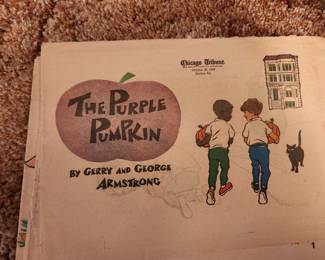 Chicago Tribune
THE PURPLE
PUMPKIN
BY GERRY AND GEORGE
ARMSTRONG
1